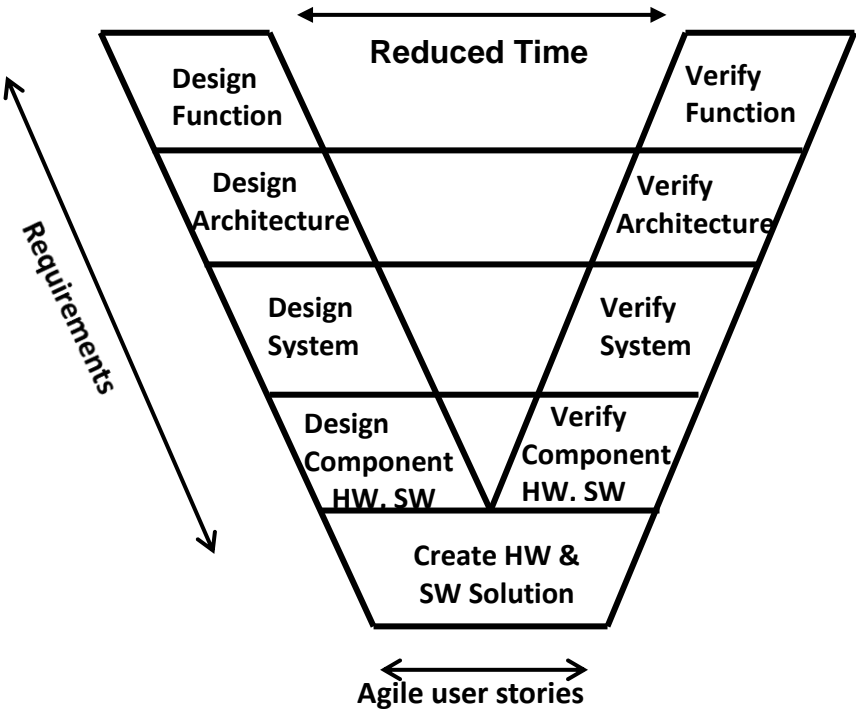 Reduced Time
Design
Function
Verify
Function
Design
Architecture
Verify
Architecture
Requirements
Design
System
Verify
System
Design
Component
HW. SW
Verify
Component
HW. SW
Create HW &
SW Solution
Agile user stories